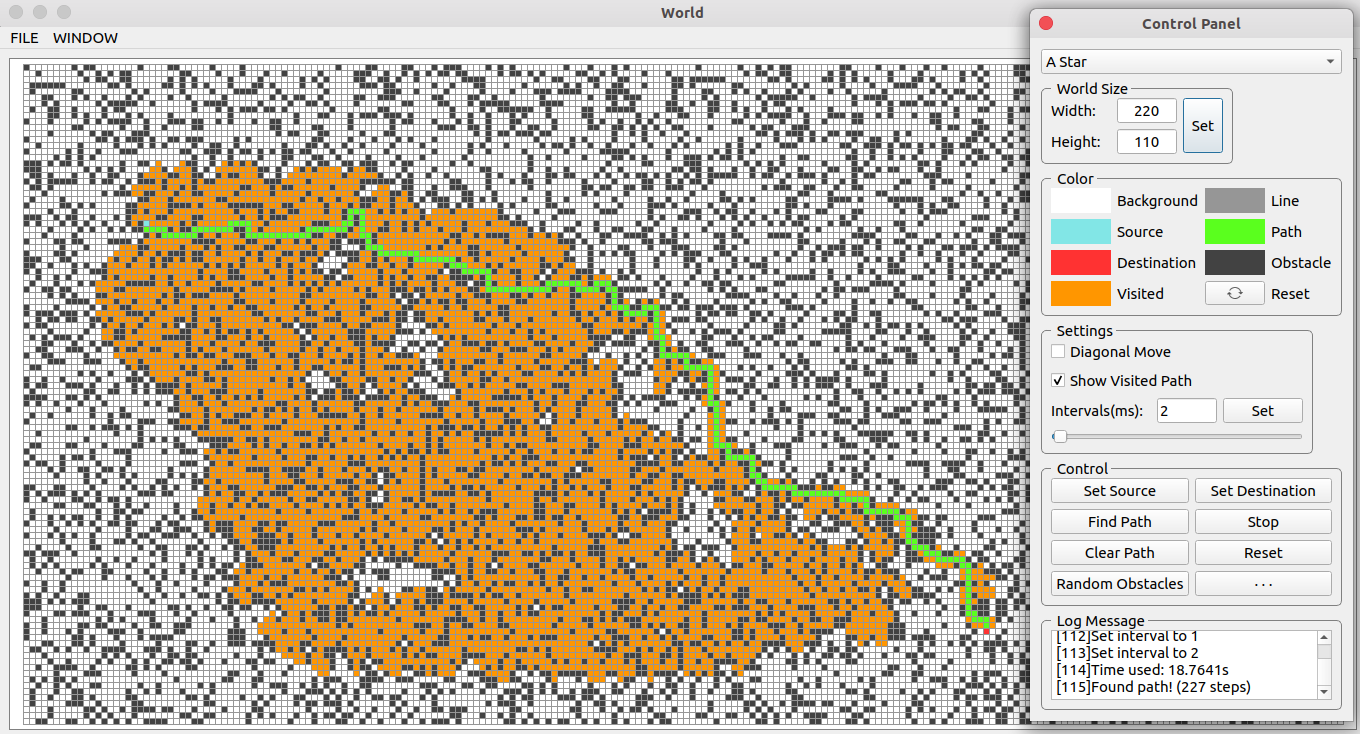 World
FILE WINDOW
Control Panel
A Star
World Size
Width: 220
Set
Height: 110
Color
Background Line
Source Path
Destination Obstacle
Visited Reset
Settings
Diagonal Move
Show Visited Path
Intervals(ms): 2 Set
Control
Set Source Set Destination
Find Path Stop
Clear Path Reset
Random Obstacles ...
Log Message
[112]Set interval to 1
[113]Set interval to 2
[114]Time used: 18.7641s
[115]Found path! (227 steps)